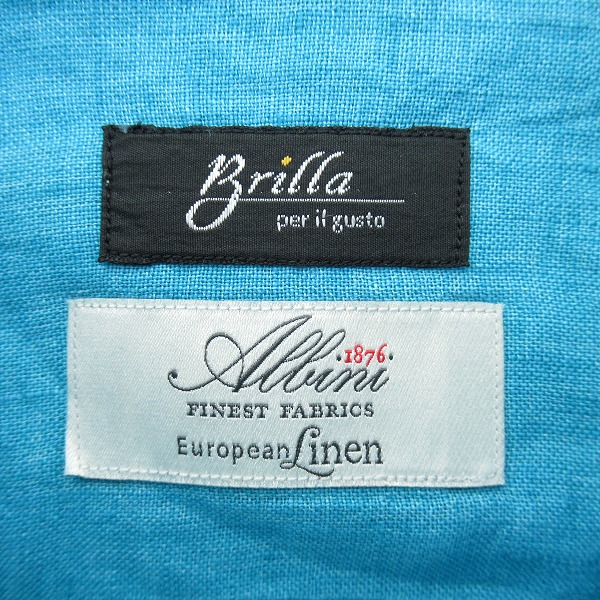 Brilla
per il gusto
Albini 1876
FINEST FABRICS
European Linen